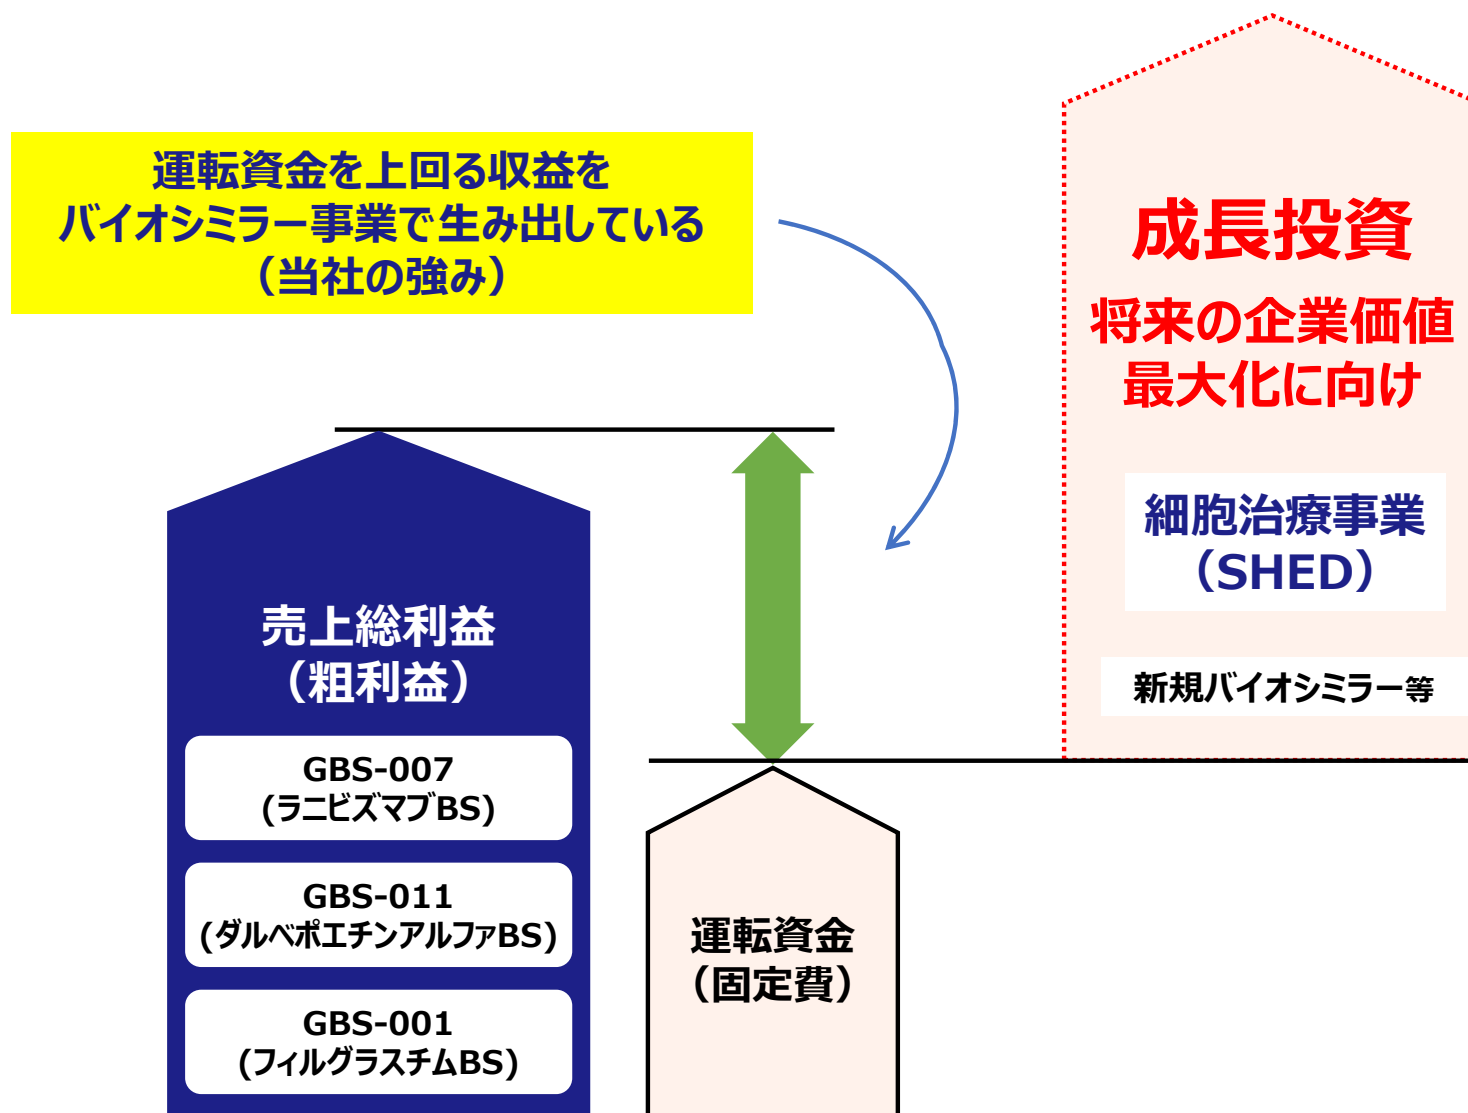 運転資金を上回る収益を
バイオシミラー事業で生み出している
（当社の強み）
売上総利益
（粗利益）
GBS-007
(ラニビズマブBS)
GBS-011
(ダルベポエチンアルファBS)
GBS-001
(フィルグラスチムBS)
運転資金
（固定費）
成長投資
将来の企業価値
最大化に向け
細胞治療事業
（SHED）
新規バイオシミラー等